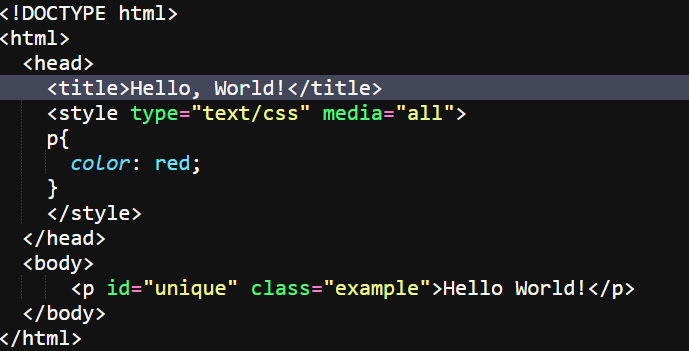 <!DOCTYPE html>
<html>
  <head>
    <title>Hello, World!</title>
    <style type="text/css" media="all">
    p{
      color: red;
    }
    </style>
  </head>
  <body>
      <p id="unique" class="example">Hello World!</p>
  </body>
</html>